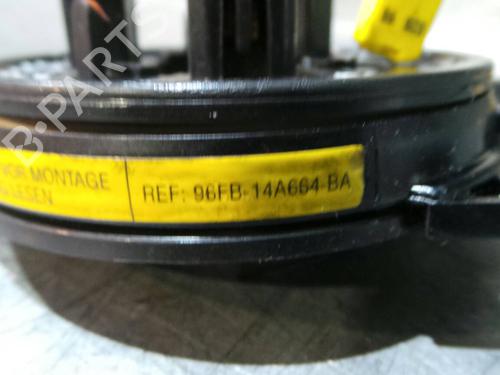 VOR MONTAGE
LESEN
REF: 96FB-14A664-BA
B-PARTS